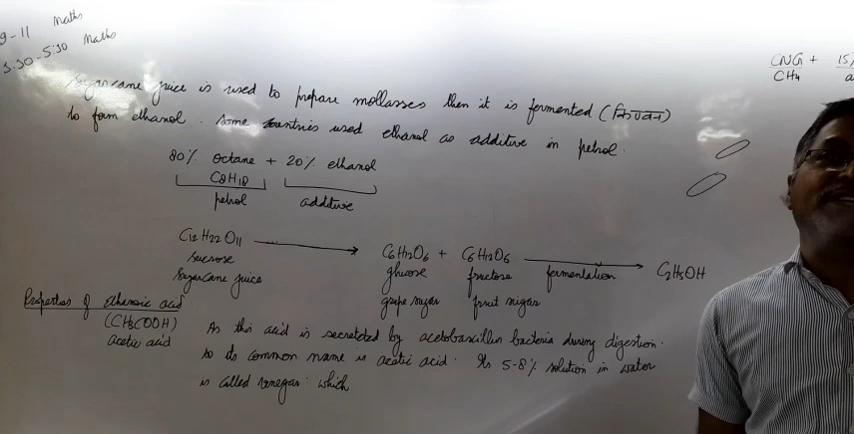 9-11 Maths
3:30-5:30 Maths
CNG + 15%
CH4 a
Sugarcane juice is used to prepare mollasses then it is fermented (किण्वन)
to form ethanol. Some countries used ethanol as additive in petrol.
80% octane + 20% ethanol
C8H18
petrol additive
C12H22O11 C6H12O6 + C6H12O6 C2H5OH
sucrose glucose fructose fermentation
Sugarcane juice grape sugar fruit sugar
Properties of ethanoic acid
(CH3COOH) As this acid is secretded by acetobascillus bacteria during digestion.
acetic acid so its common name is acetic acid. Its 5-8% solution in water
is called vinegar. which